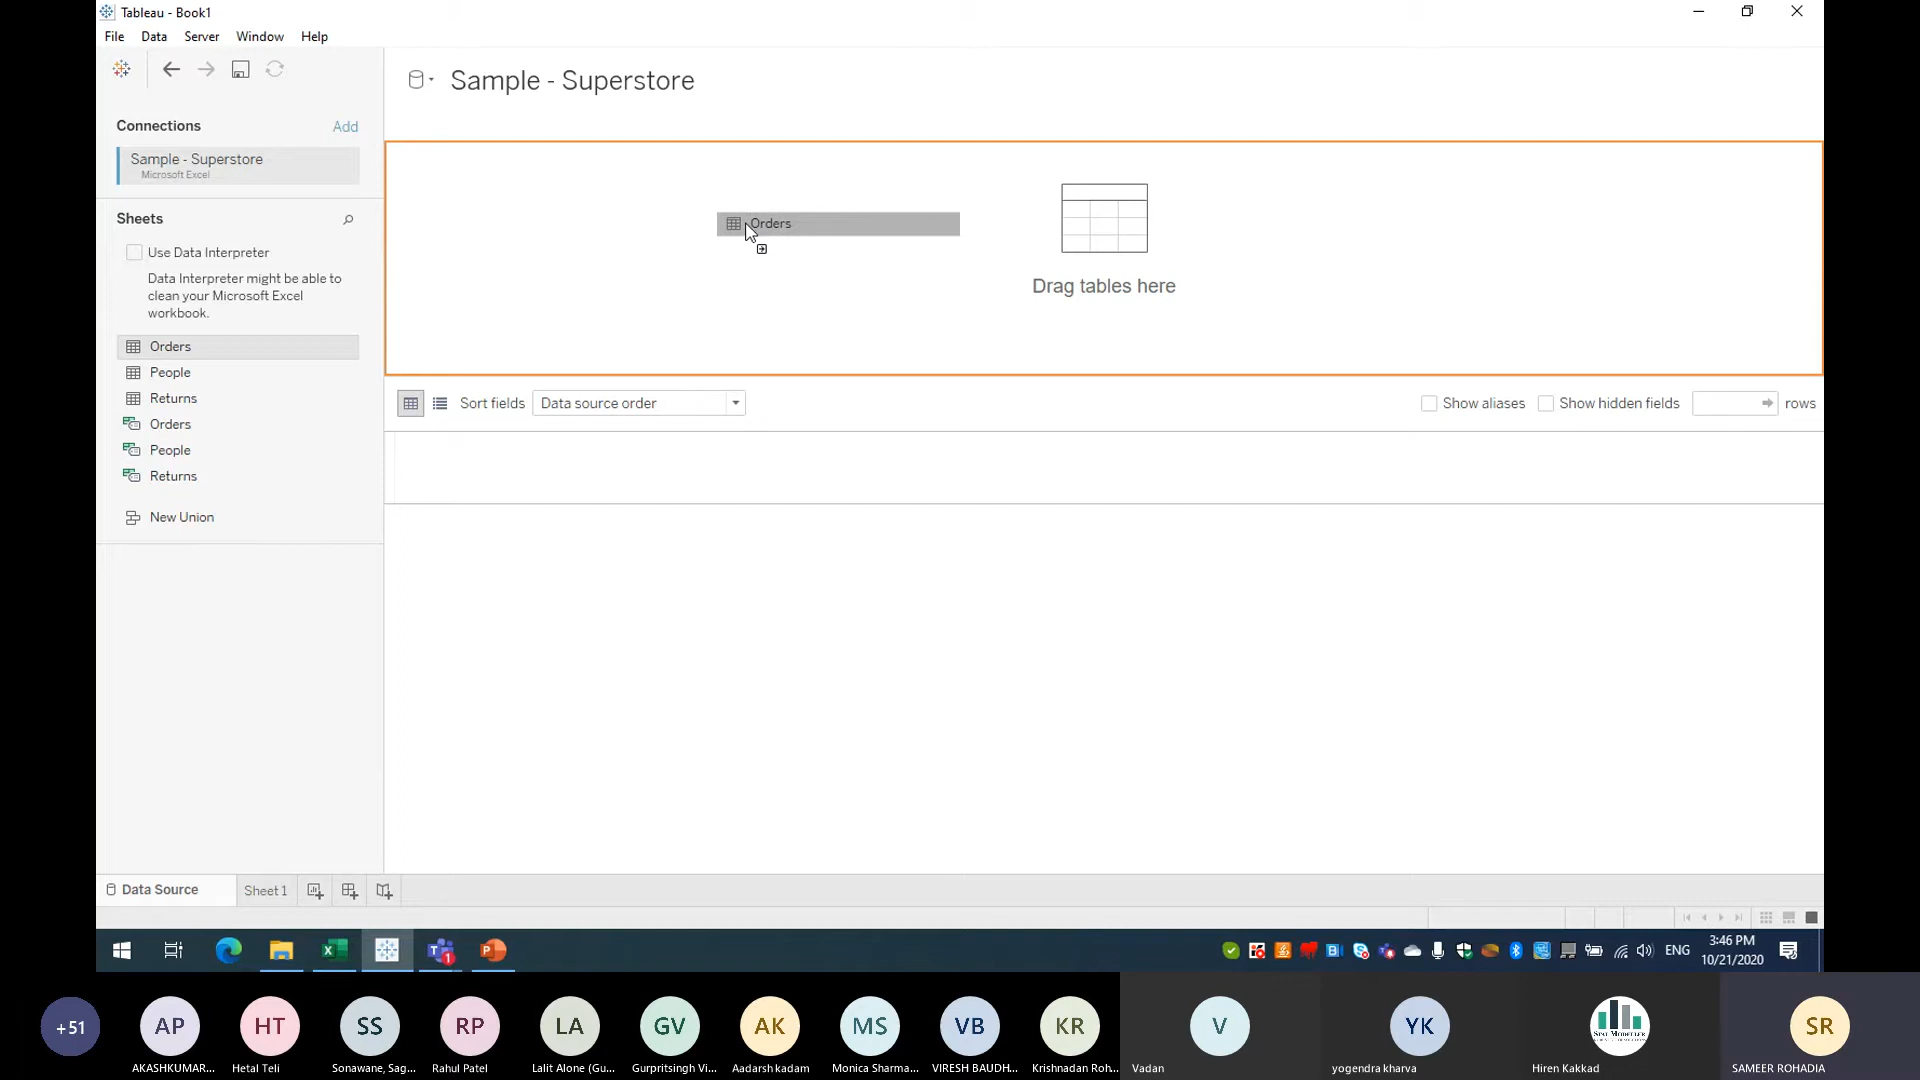 Tableau - Book1
File Data Server Window Help
Connections Add
Sample - Superstore
Microsoft Excel
Sheets
Use Data Interpreter
Data Interpreter might be able to
clean your Microsoft Excel
workbook.
Orders
People
Returns
Orders
People
Returns
New Union
Sample - Superstore
Orders
Drag tables here
Sort fields Data source order Show aliases Show hidden fields rows
Data Source Sheet 1
ENG 3:46 PM
10/21/2020
+51 AP HT SS RP LA GV AK MS VB KR V YK SR
AKASHKUMAR... Hetal Teli Sonawane, Sag... Rahul Patel Lalit Alone (Gu... Gurpritsingh Vi... Aadarsh kadam Monica Sharma... VIRESH BAUDH... Krishnadan Roh... Vadan yogendra kharva Hiren Kakkad SAMEER ROHADIA